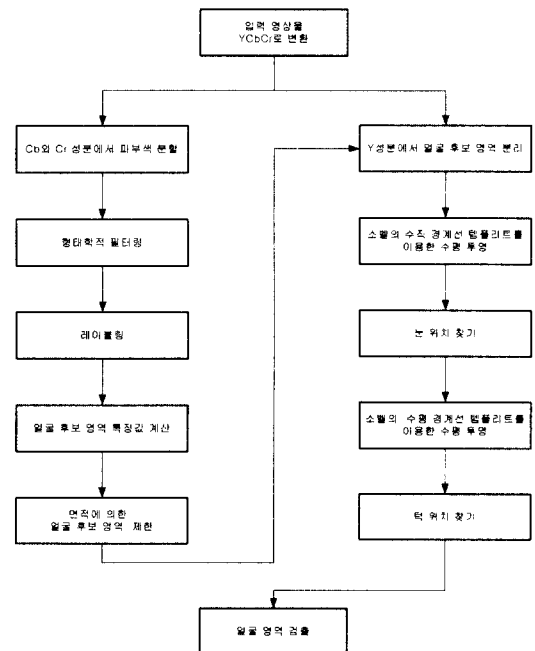 입력 영상을
YCbCr로 변환
Cb와 Cr 성분에서 피부색 분할
형태학적 필터링
레이블링
얼굴 후보 영역 특징값 계산
면적에 의한
얼굴 후보 영역 제한
Y성분에서 얼굴 후보 영역 분리
소벨의 수직 경계선 템플리트를
이용한 수평 투영
눈 위치 찾기
소벨의 수평 경계선 템플리트를
이용한 수평 투영
턱 위치 찾기
얼굴 영역 검출